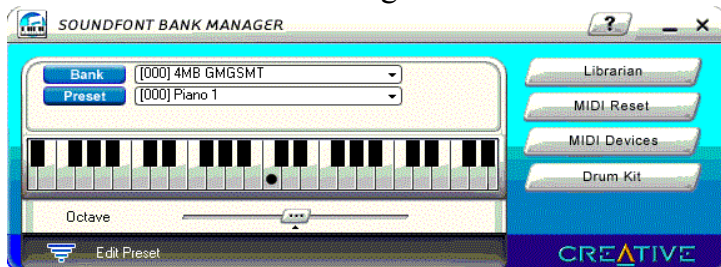 SOUNDFONT BANK MANAGER
?
Bank [000] 4MB GMGSMT
Preset [000] Piano 1
Librarian
MIDI Reset
MIDI Devices
Drum Kit
Octave
Edit Preset
CREATIVE